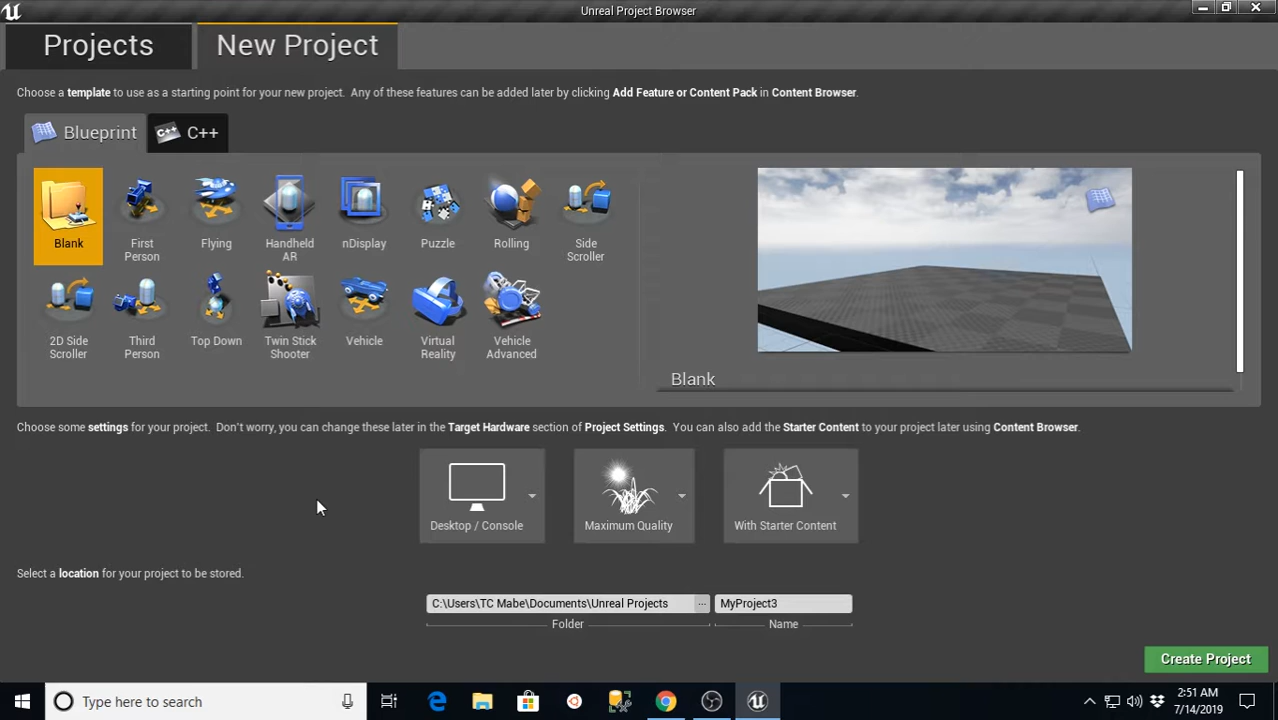 Unreal Project Browser
Projects
New Project
Choose a template to use as a starting point for your new project. Any of these features can be added later by clicking Add Feature or Content Pack in Content Browser.
Blueprint
C++
C++
Blank
First
Person
Flying
Handheld
AR
nDisplay
Puzzle
Rolling
Side
Scroller
2D Side
Scroller
Third
Person
Top Down
Twin Stick
Shooter
Vehicle
Virtual
Reality
Vehicle
Advanced
Blank
Choose some settings for your project. Don't worry, you can change these later in the Target Hardware section of Project Settings. You can also add the Starter Content to your project later using Content Browser.
Desktop / Console
Maximum Quality
With Starter Content
Select a location for your project to be stored.
C:\Users\TC Mabe\Documents\Unreal Projects
...
MyProject3
Folder
Name
Create Project
Type here to search
2:51 AM
7/14/2019